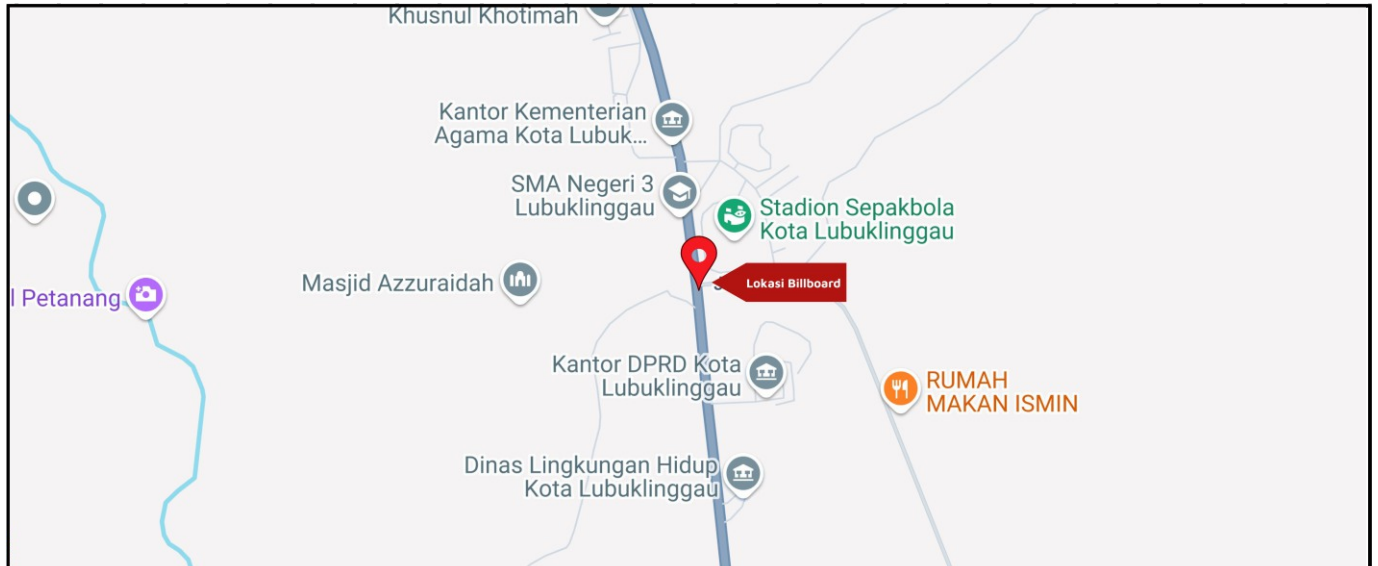 Khusnul Khotimah
Kantor Kementerian
Agama Kota Lubuk...
SMA Negeri 3
Lubuklinggau
Stadion Sepakbola
Kota Lubuklinggau
Masjid Azzuraidah
Lokasi Billboard
l Petanang
Kantor DPRD Kota
Lubuklinggau
RUMAH
MAKAN ISMIN
Dinas Lingkungan Hidup
Kota Lubuklinggau